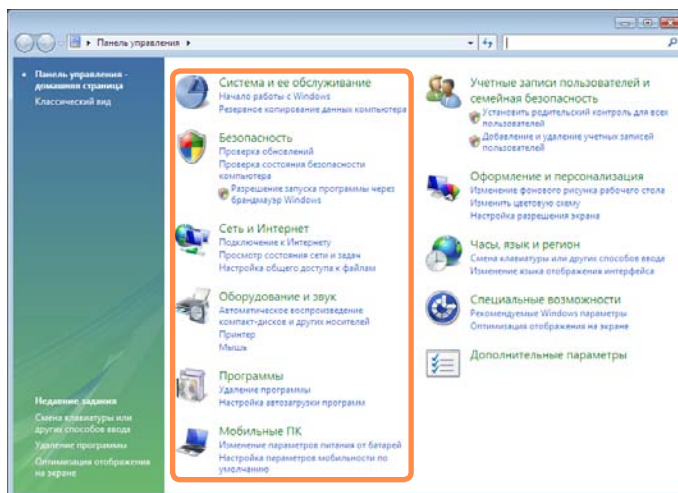 Панель управления
Панель управления -
домашняя страница
Классический вид
Система и ее обслуживание
Начало работы с Windows
Резервное копирование данных компьютера
Безопасность
Проверка обновлений
Проверка состояния безопасности
компьютера
Разрешение запуска программы через
брандмауэр Windows
Сеть и Интернет
Подключение к Интернету
Просмотр состояния сети и задач
Настройка общего доступа к файлам
Оборудование и звук
Автоматическое воспроизведение
компакт-дисков и других носителей
Принтер
Мышь
Программы
Удаление программы
Настройка автозагрузки программ
Мобильные ПК
Изменение параметров питания от батарей
Настройка параметров мобильности по
умолчанию
Учетные записи пользователей и
семейная безопасность
Установить родительский контроль для всех
пользователей
Добавление и удаление учетных записей
пользователей
Оформление и персонализация
Изменение фонового рисунка рабочего стола
Изменить цветовую схему
Настройка разрешения экрана
Часы, язык и регион
Смена клавиатуры или других способов ввода
Изменение языка отображения интерфейса
Специальные возможности
Рекомендуемые Windows параметры
Оптимизация отображения на экране
Дополнительные параметры
Недавние задания
Смена клавиатуры или
других способов ввода
Удаление программы
Оптимизация отображения
на экране